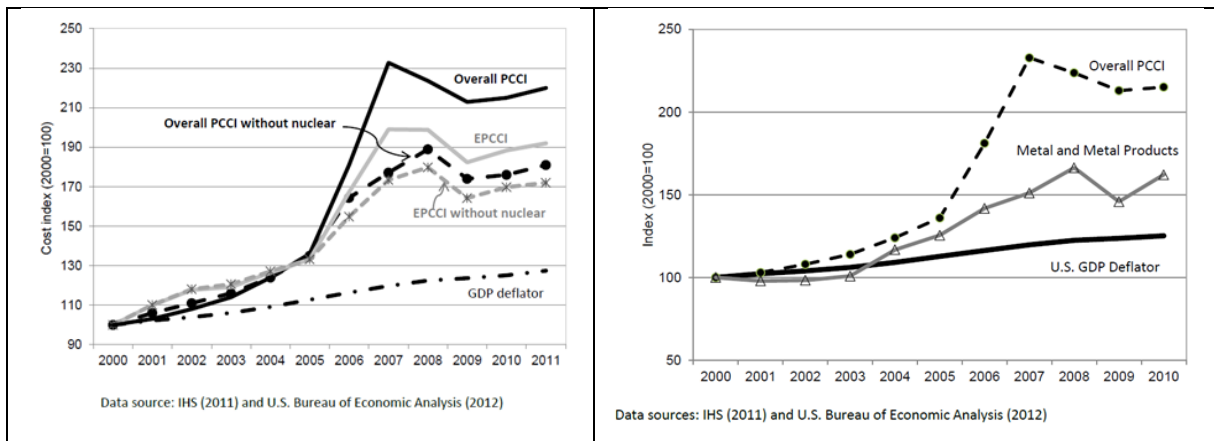 250
230
210
190
170
150
130
110
90
Cost index (2000=100)
Overall PCCI
Overall PCCI without nuclear
EPCCI
EPCCI without nuclear
GDP deflator
2000 2001 2002 2003 2004 2005 2006 2007 2008 2009 2010 2011
Data source: IHS (2011) and U.S. Bureau of Economic Analysis (2012)
250
200
150
100
50
Index (2000=100
Overall PCCI
Metal and Metal Products
U.S. GDP Deflator
2000 2001 2002 2003 2004 2005 2006 2007 2008 2009 2010
Data sources: IHS (2011) and U.S. Bureau of Economic Analysis (2012)